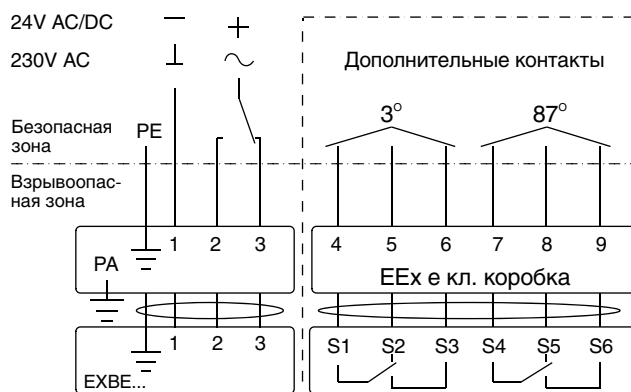 24V AC/DC
230V AC
Дополнительные контакты
3° 87°
Безопасная
зона
PE
Взрывоопас-
ная зона
1 2 3 4 5 6 7 8 9
PA
EEx e кл. коробка
1 2 3 S1 S2 S3 S4 S5 S6
EXBE...